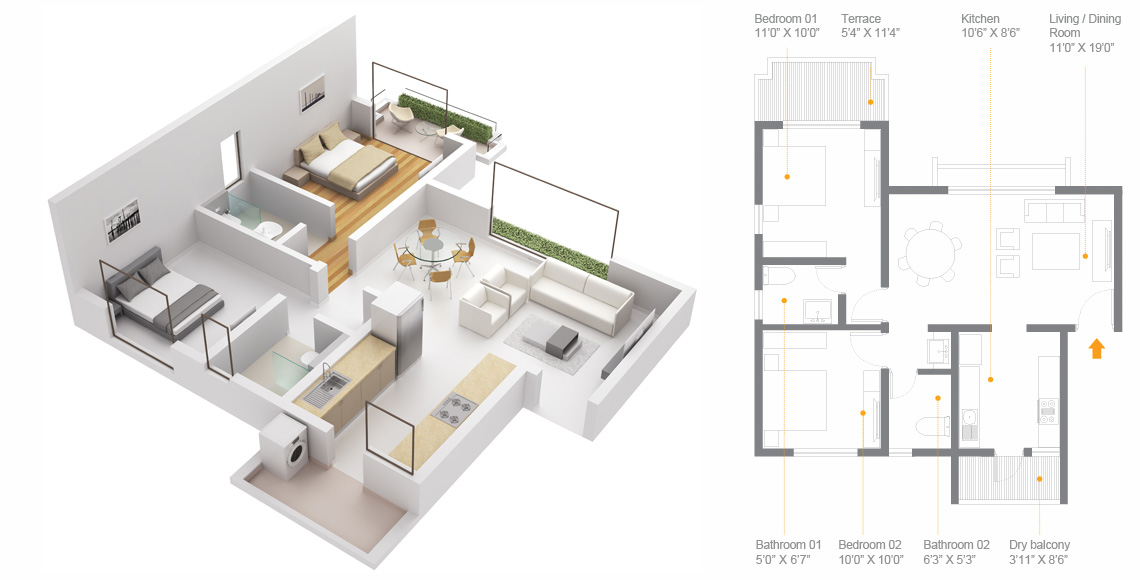 Bedroom 01
11'0" X 10'0"
Terrace
5'4" X 11'4"
Kitchen
10'6" X 8'6"
Living / Dining
Room
11'0" X 19'0"
Bathroom 01
5'0" X 6'7"
Bedroom 02
10'0" X 10'0"
Bathroom 02
6'3" X 5'3"
Dry balcony
3'11" X 8'6"